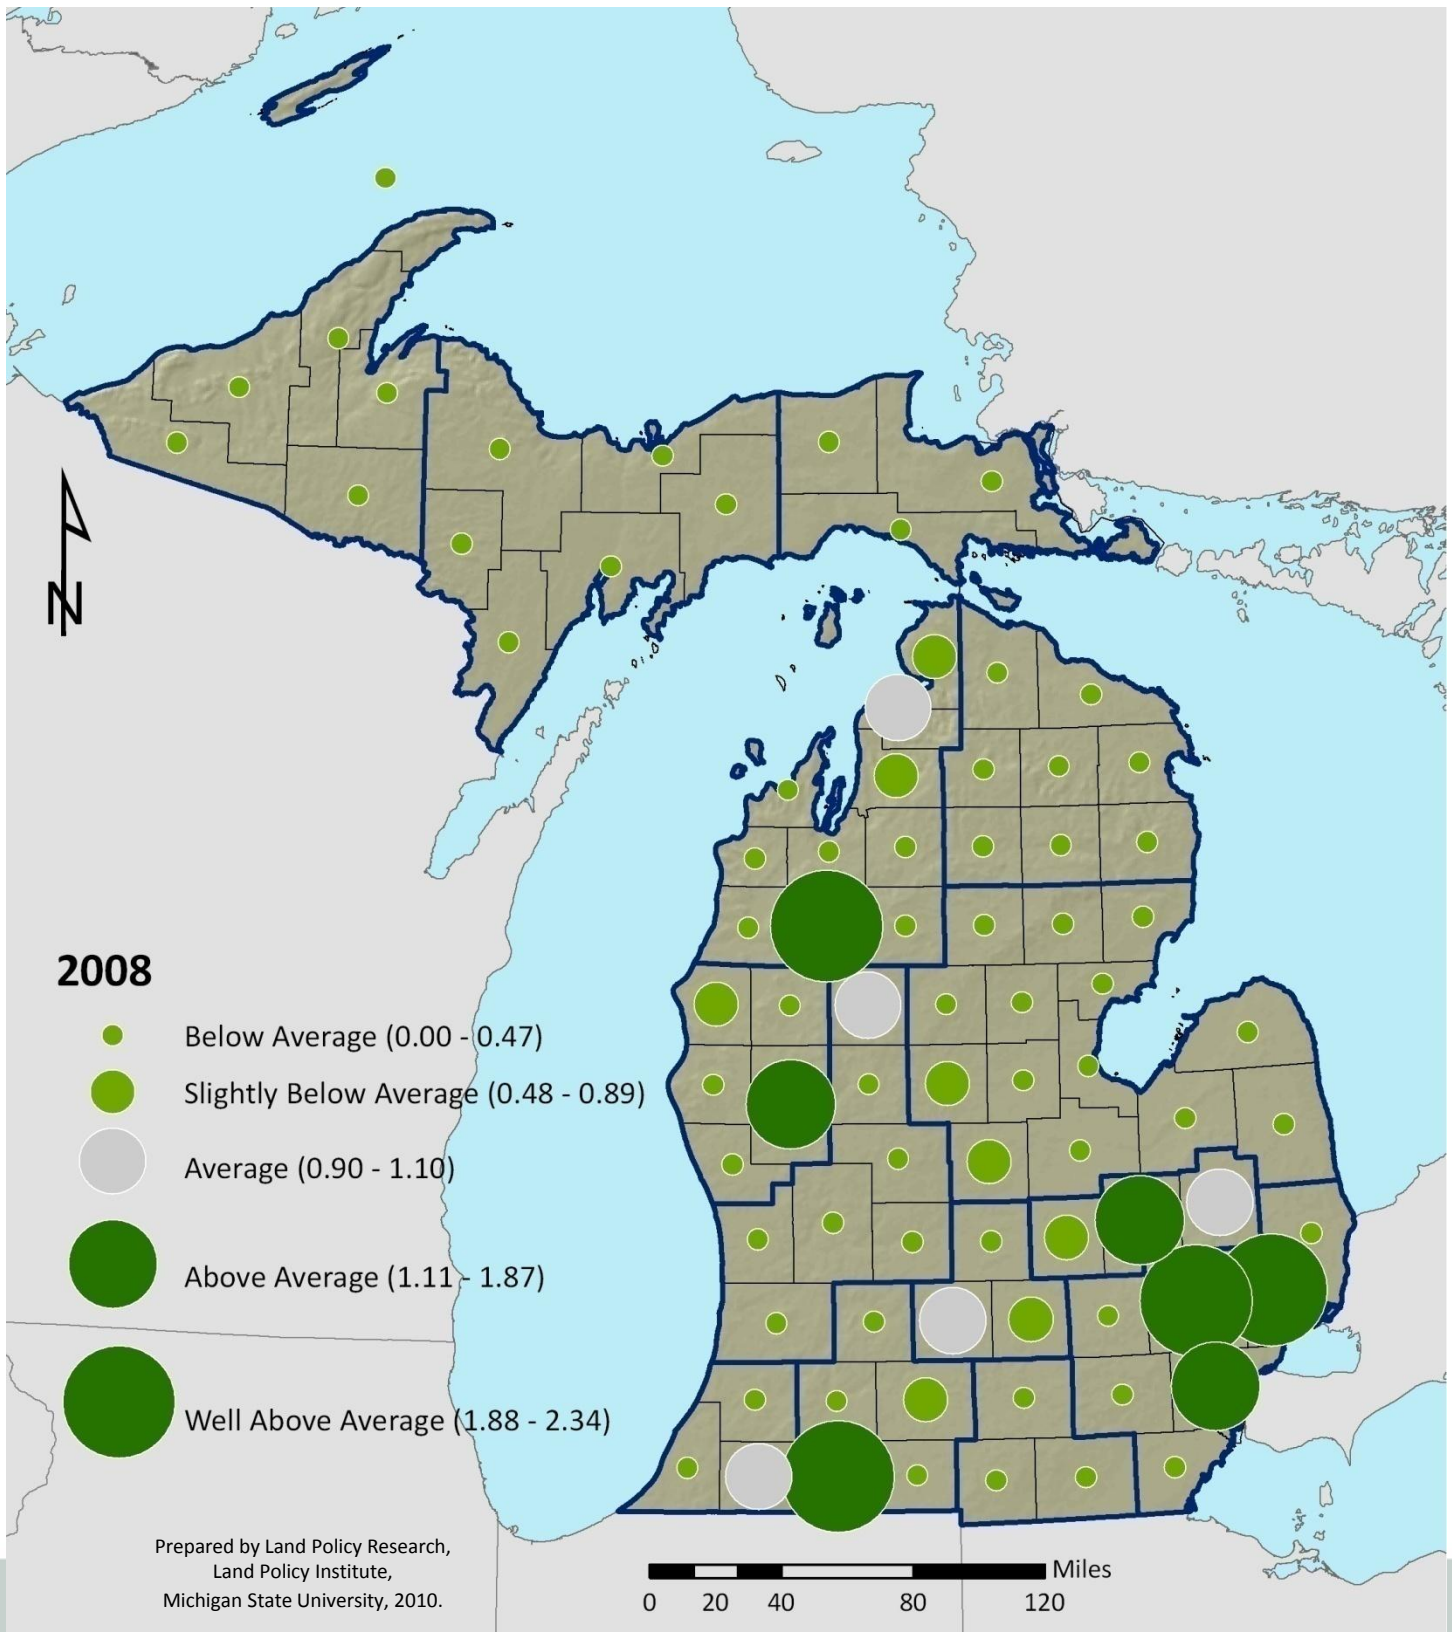 N
2008
Below Average (0.00 - 0.47)
Slightly Below Average (0.48 - 0.89)
Average (0.90 - 1.10)
Above Average (1.11 - 1.87)
Well Above Average (1.88 - 2.34)
Prepared by Land Policy Research,
Land Policy Institute,
Michigan State University, 2010.
Miles
0 20 40 80 120